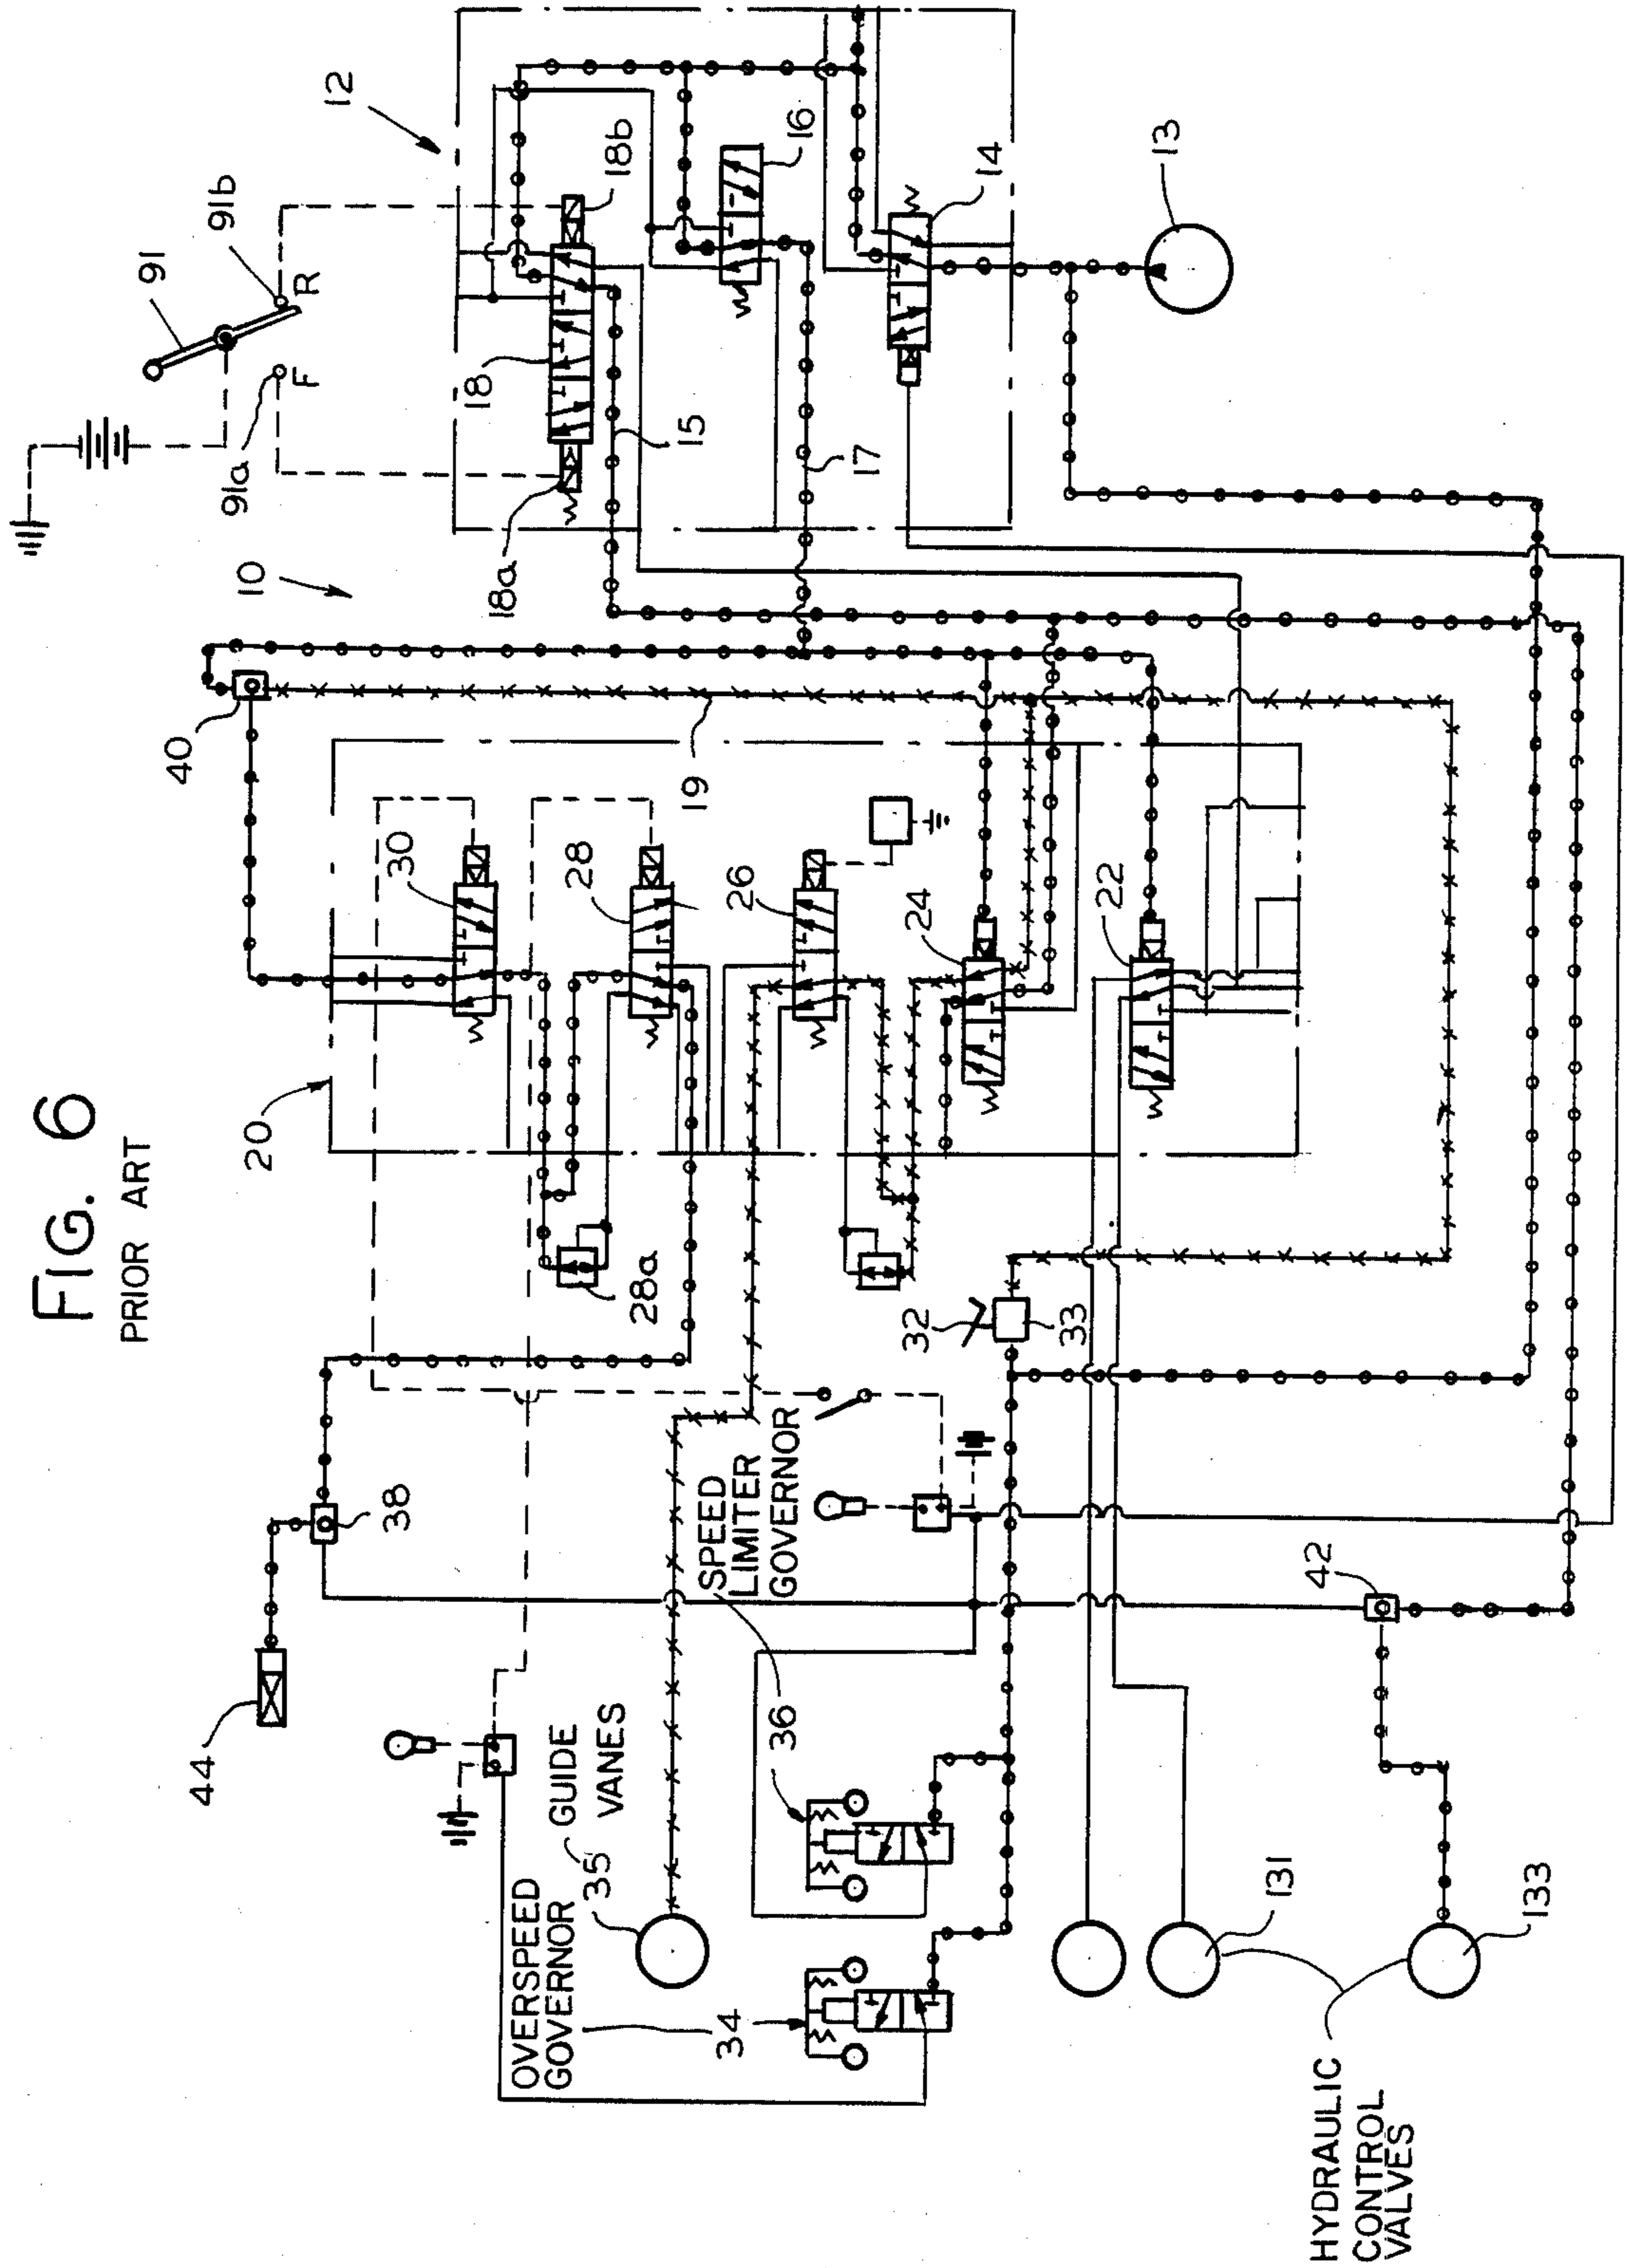 FIG. 6
PRIOR ART
10
12
91
91b
R
91a
F
18
18b
18a
16
14
13
15
17
40
19
20
30
28
26
24
22
28a
32
33
38
44
SPEED
LIMITER
GOVERNOR
36
42
GUIDE
VANES
35
OVERSPEED
GOVERNOR
34
131
133
HYDRAULIC
CONTROL
VALVES